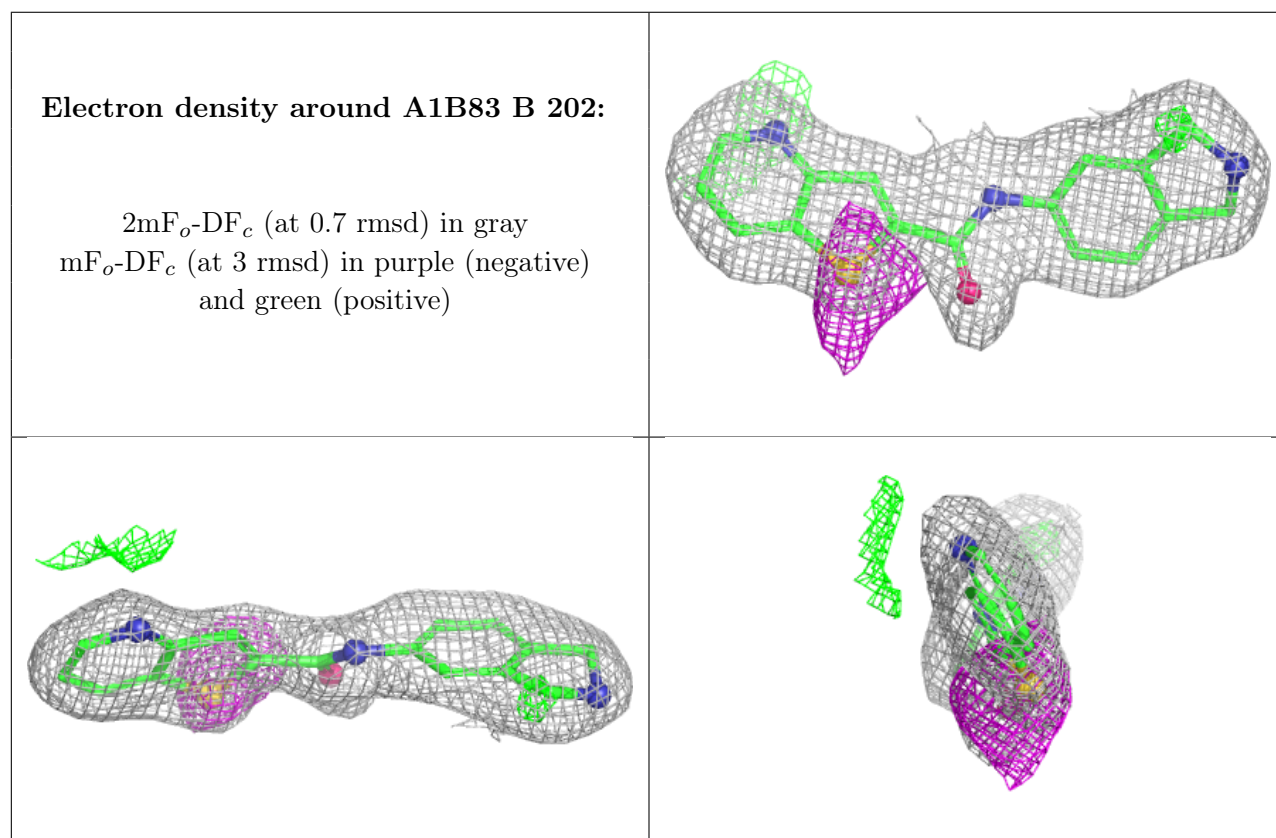 Electron density around A1B83 B 202:
2mFₒ-DF𝒸 (at 0.7 rmsd) in gray
mFₒ-DF𝒸 (at 3 rmsd) in purple (negative)
and green (positive)